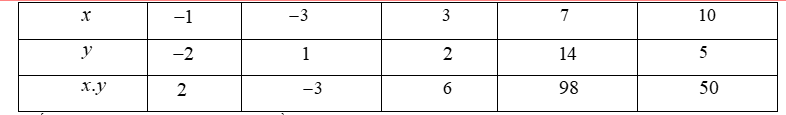 x −1 −3 3 7 10
y −2 1 2 14 5
x.y 2 −3 6 98 50